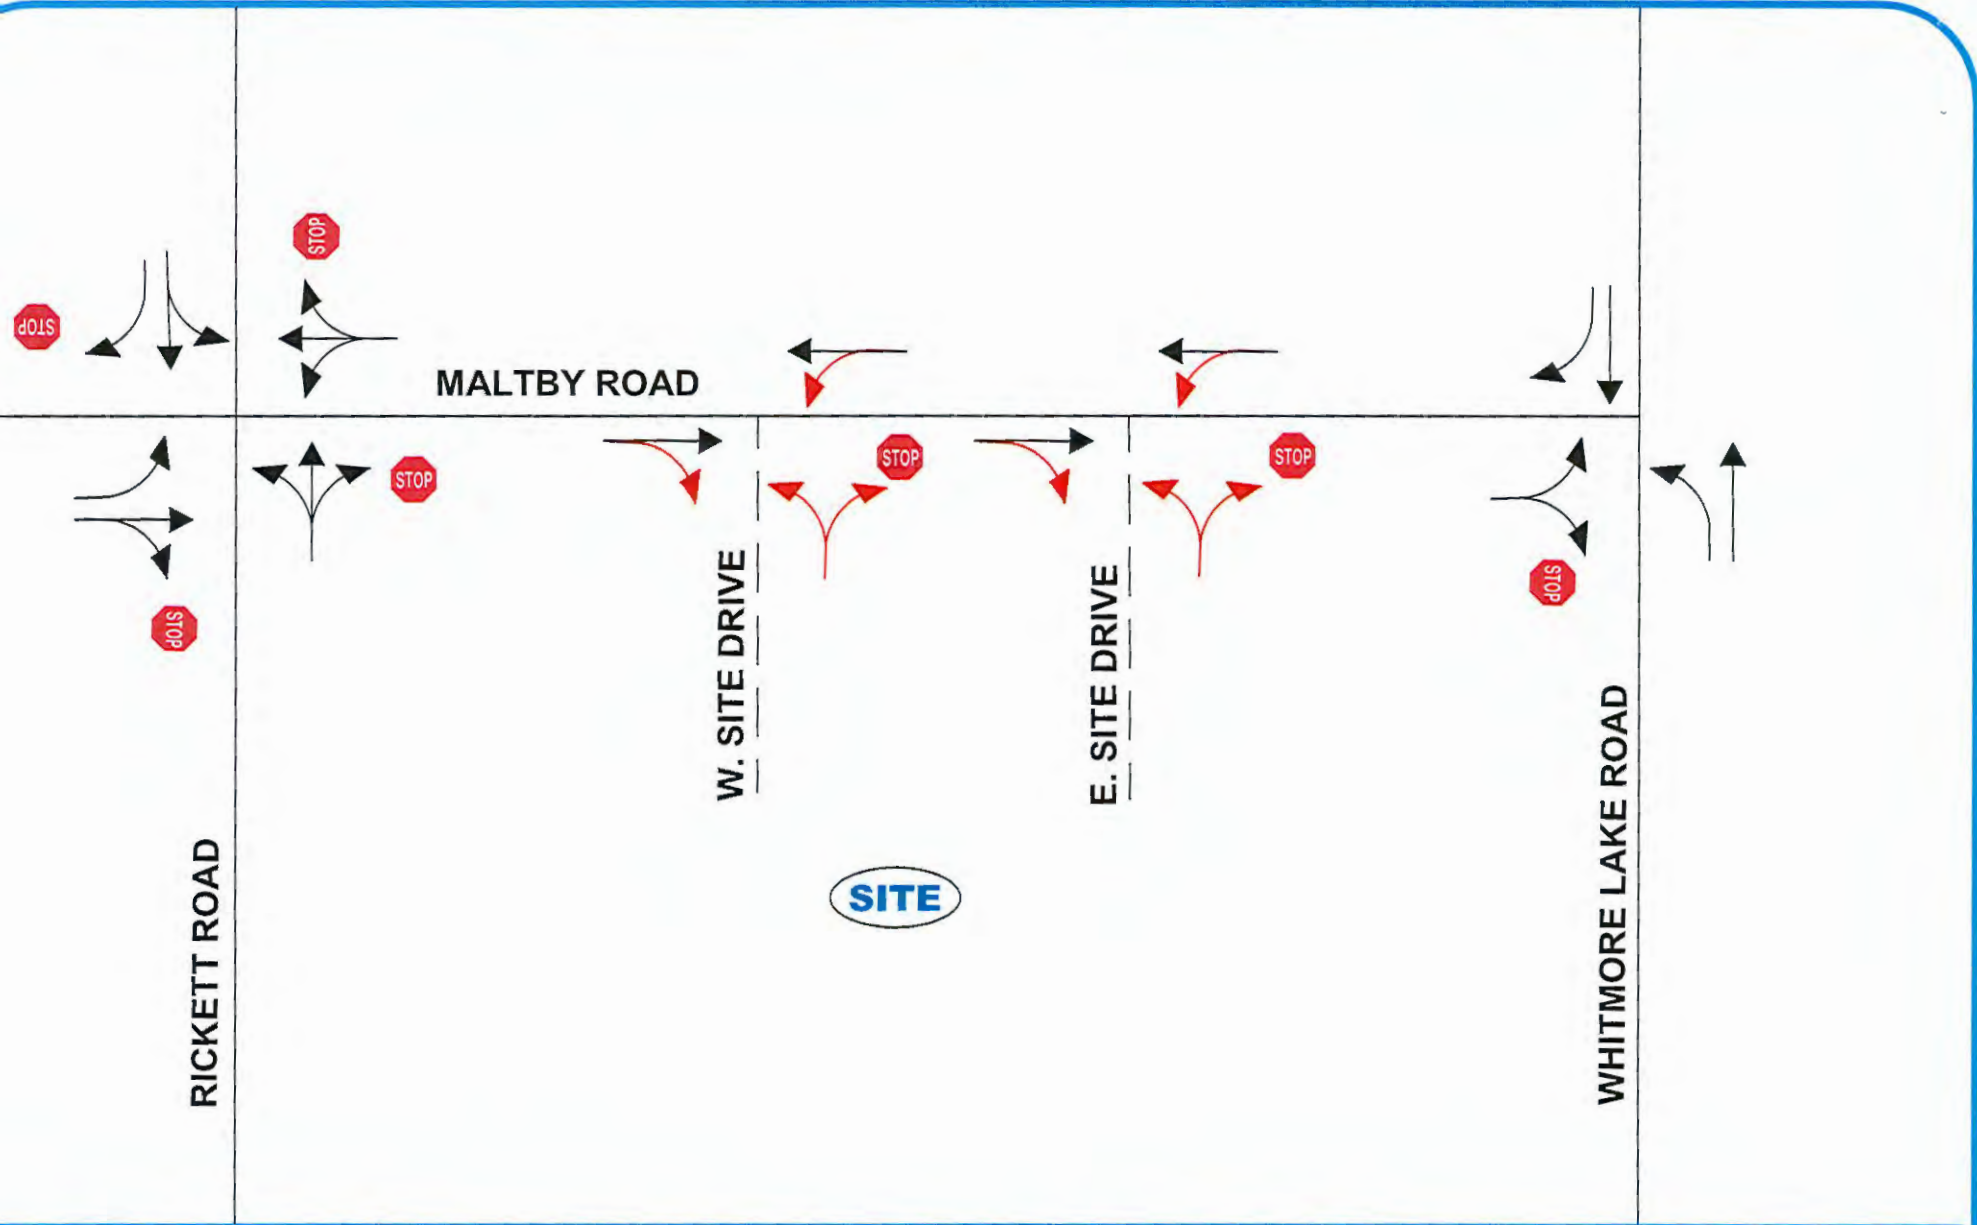 STOP
STOP
MALTBY ROAD
STOP
STOP
STOP
STOP
STOP
W. SITE DRIVE
E. SITE DRIVE
WHITMORE LAKE ROAD
RICKETT ROAD
SITE